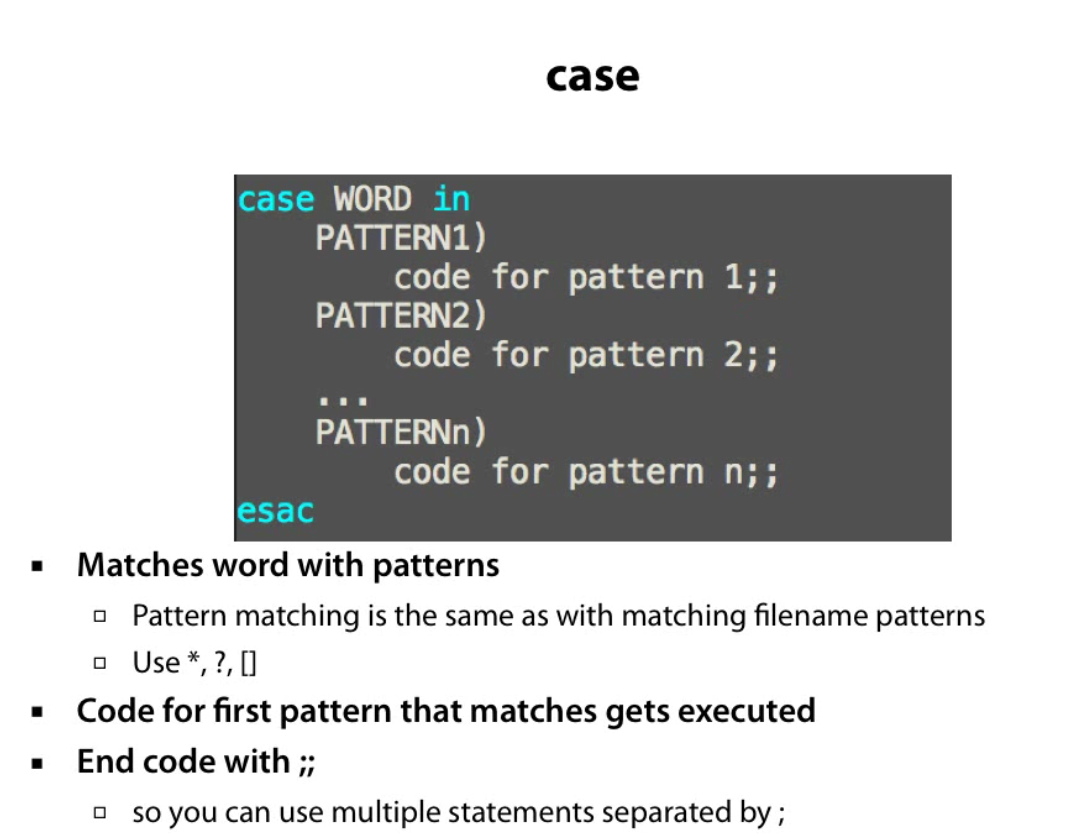 case
case WORD in
    PATTERN1)
        code for pattern 1;;
    PATTERN2)
        code for pattern 2;;
    ...
    PATTERNn)
        code for pattern n;;
esac
▪ Matches word with patterns
▫ Pattern matching is the same as with matching filename patterns
▫ Use *, ?, []
▪ Code for first pattern that matches gets executed
▪ End code with ;;
▫ so you can use multiple statements separated by ;